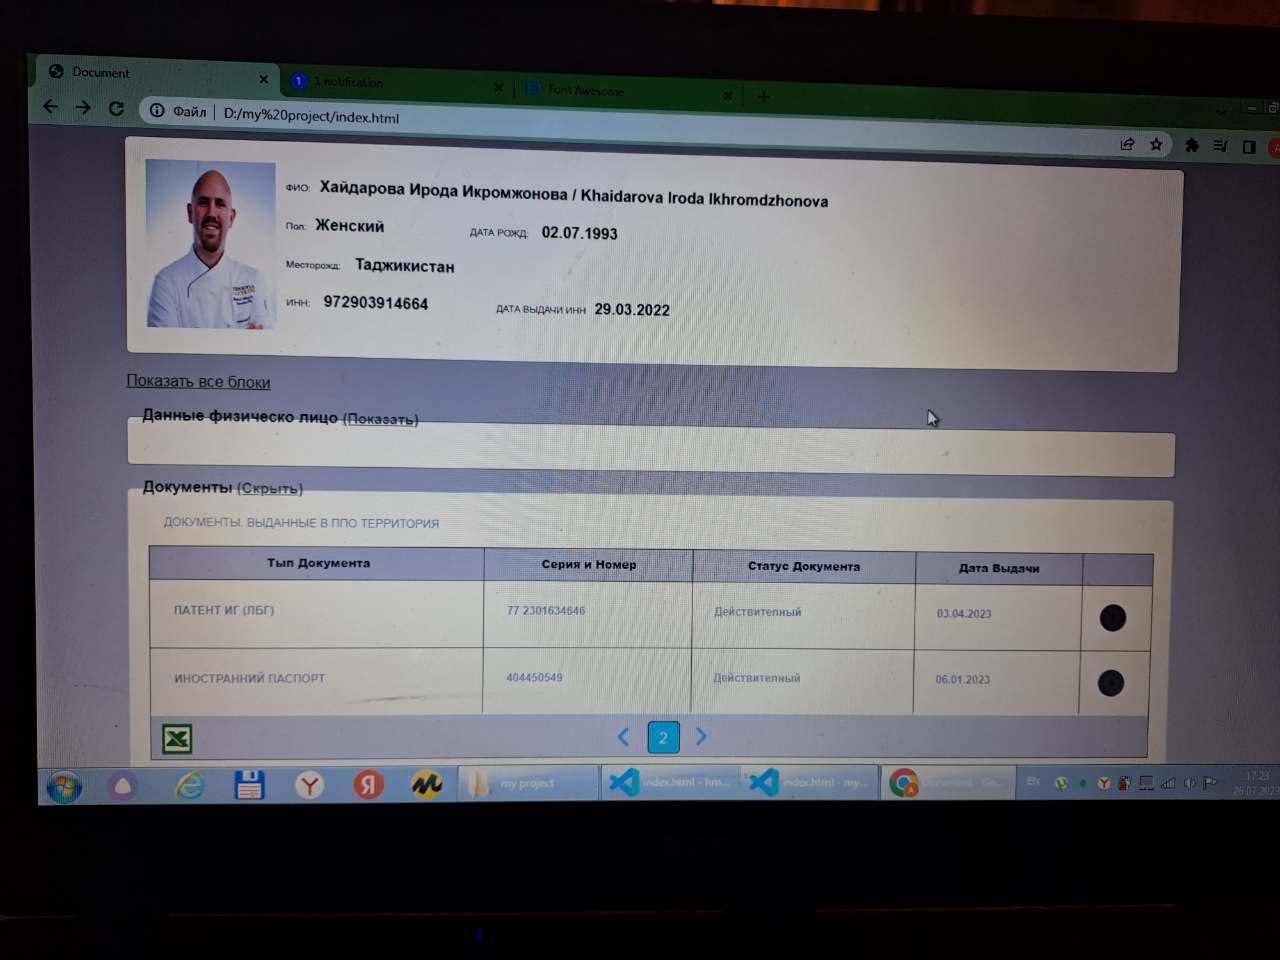 Document
1 notification
Font Awesome
Файл D:/my%20project/index.html
ФИО: Хайдарова Ирода Икромжонова / Khaidarova Iroda Ikhromdzhonova
Пол: Женский ДАТА РОЖД: 02.07.1993
Месторожд: Таджикистан
ИНН: 972903914664 ДАТА ВЫДАЧИ ИНН 29.03.2022
Показать все блоки
Данные физическо лицо (Показать)
Документы (Скрыть)
ДОКУМЕНТЫ. ВЫДАННЫЕ В ППО ТЕРРИТОРИЯ
Тып Документа Серия и Номер Статус Документа Дата Выдачи
ПАТЕНТ ИГ (ЛБГ) 77 2301634646 Действителный 03.04.2023
ИНОСТРАННИЙ ПАСПОРТ 404450549 Действителный 06.01.2023
2
my project
index.html - hm...
index.html - my...
EN
17:23
26.07.2023